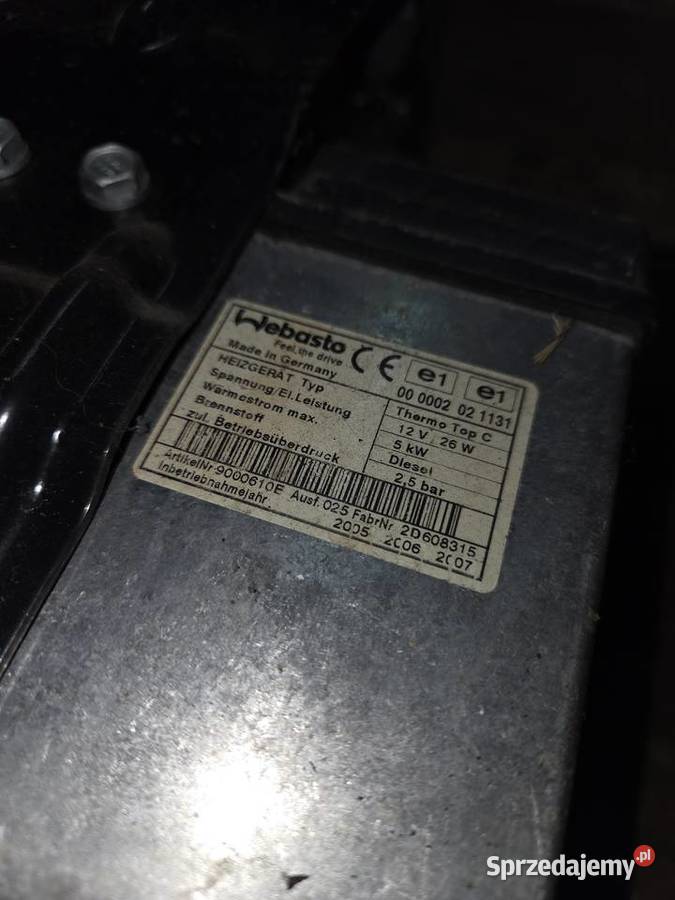 Webasto
Feel the drive
Made in Germany
CE e1 e1
00 0002 02 1131
HEIZGERÄT Typ Thermo Top C
Spannung/El.Leistung 12 V 26 W
Wärmestrom max. 5 kW
Brennstoff Diesel
zul. Betriebsüberdruck 2,5 bar
ArtikelNr 9000610E Ausf. 025 FabrNr 2D608315
Inbetriebnahmejahr 2005 2006 2007
Sprzedajemy.pl